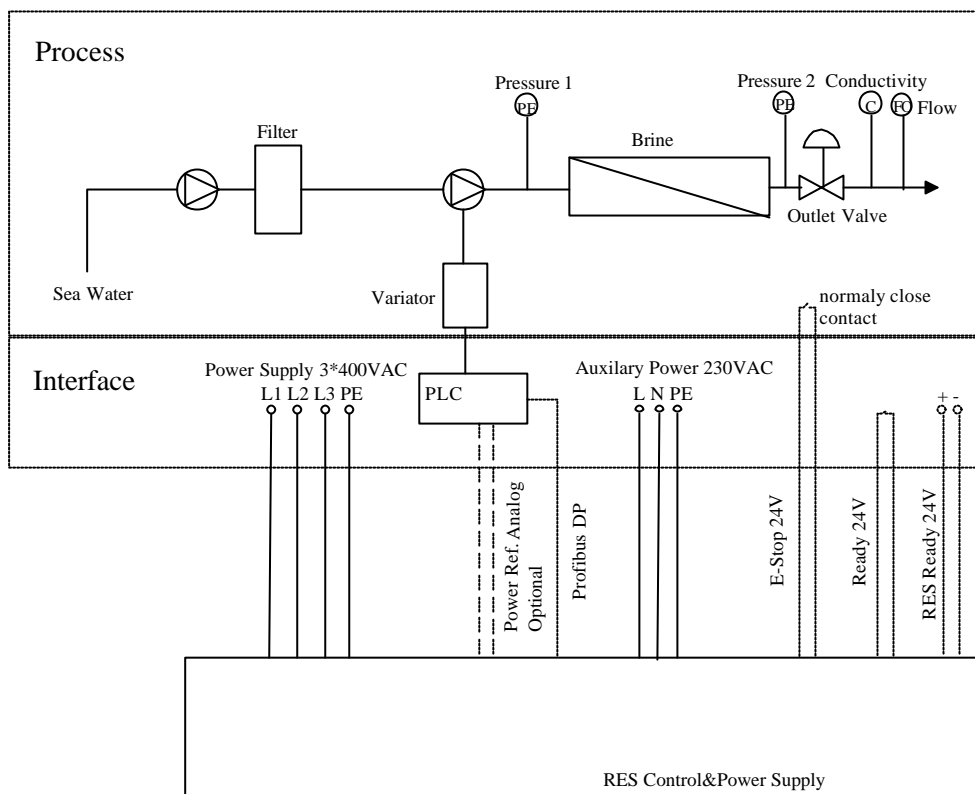 Process
Pressure 1
Pressure 2 Conductivity
PE
PE
C
FC
Flow
Filter
Brine
Outlet Valve
Sea Water
Variator
normaly close
contact
Interface
Power Supply 3*400VAC
L1 L2 L3 PE
PLC
Auxilary Power 230VAC
L N PE
+ -
Power Ref. Analog
Optional
Profibus DP
E-Stop 24V
Ready 24V
RES Ready 24V
RES Control&Power Supply